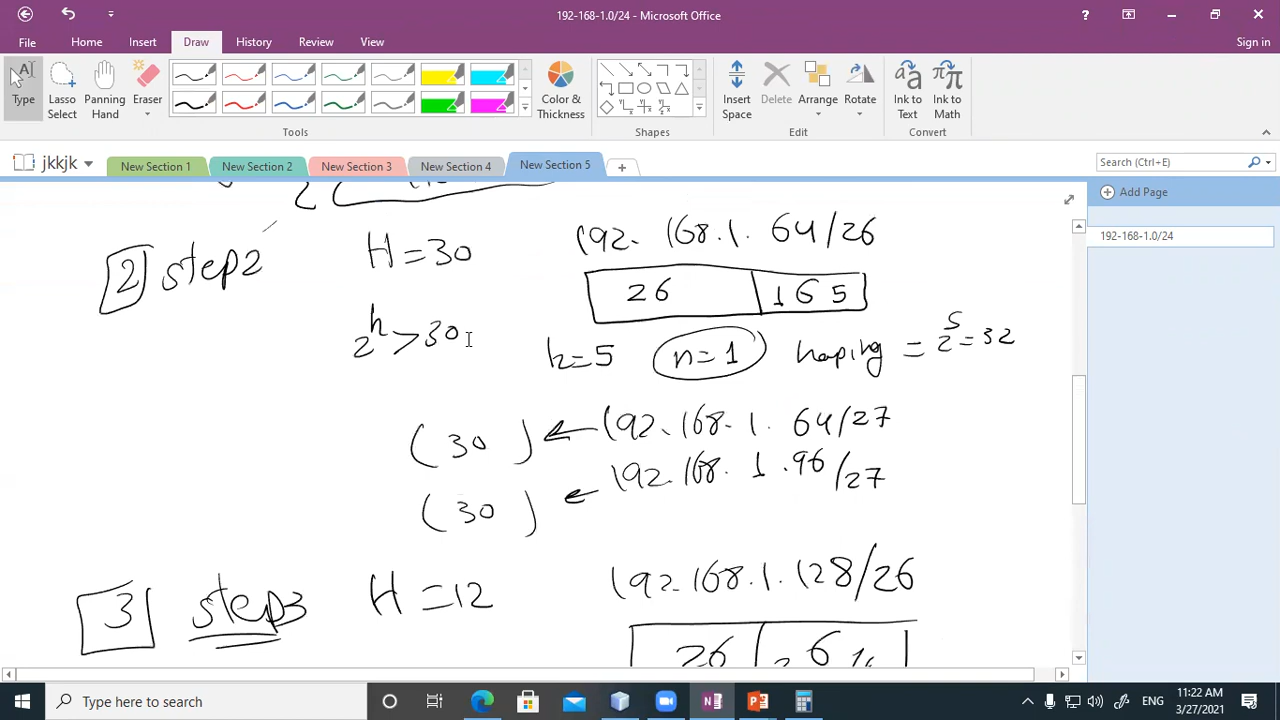 192-168-1.0/24 - Microsoft Office
Sign in
File Home Insert Draw History Review View
Type
Lasso Select
Panning Hand
Eraser
Color & Thickness
Insert Space
Delete
Arrange
Rotate
Ink to Text
Ink to Math
Tools
Shapes
Edit
Convert
jkkjk
New Section 1
New Section 2
New Section 3
New Section 4
New Section 5
Search (Ctrl+E)
Add Page
192-168-1.0/24
2 step2 H=30 192. 168.1. 64/26
26
2^h>30 h=5 n=1 = 2^5=32
(30) ← 192.168.1.64/27
(30) ← 192.168.1.96/27
3 step3 H=12 192.168.1.128/26
26
Type here to search
ENG
11:22 AM
3/27/2021